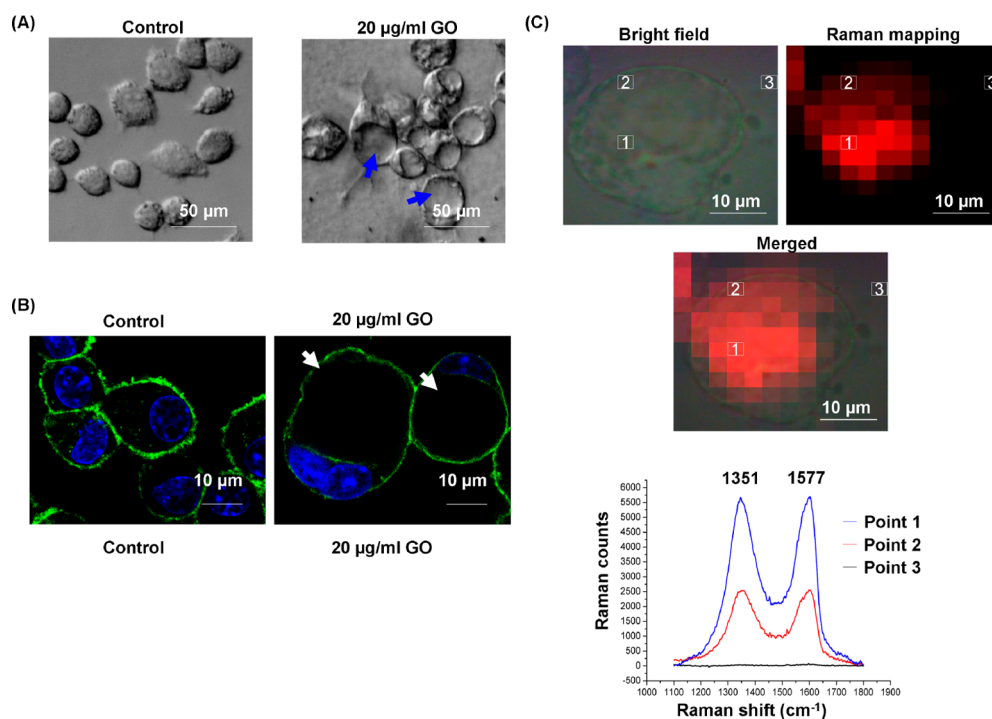 (A)
Control
20 µg/ml GO
50 µm
50 µm
(B)
Control
20 µg/ml GO
10 µm
10 µm
Control
20 µg/ml GO
(C)
Bright field
Raman mapping
2
3
1
10 µm
2
3
1
10 µm
Merged
2
3
1
10 µm
1351
1577
6000
5500
5000
4500
4000
3500
3000
2500
2000
1500
1000
500
0
-500
Raman counts
Point 1
Point 2
Point 3
1000 1100 1200 1300 1400 1500 1600 1700 1800 1900
Raman shift (cm⁻¹)